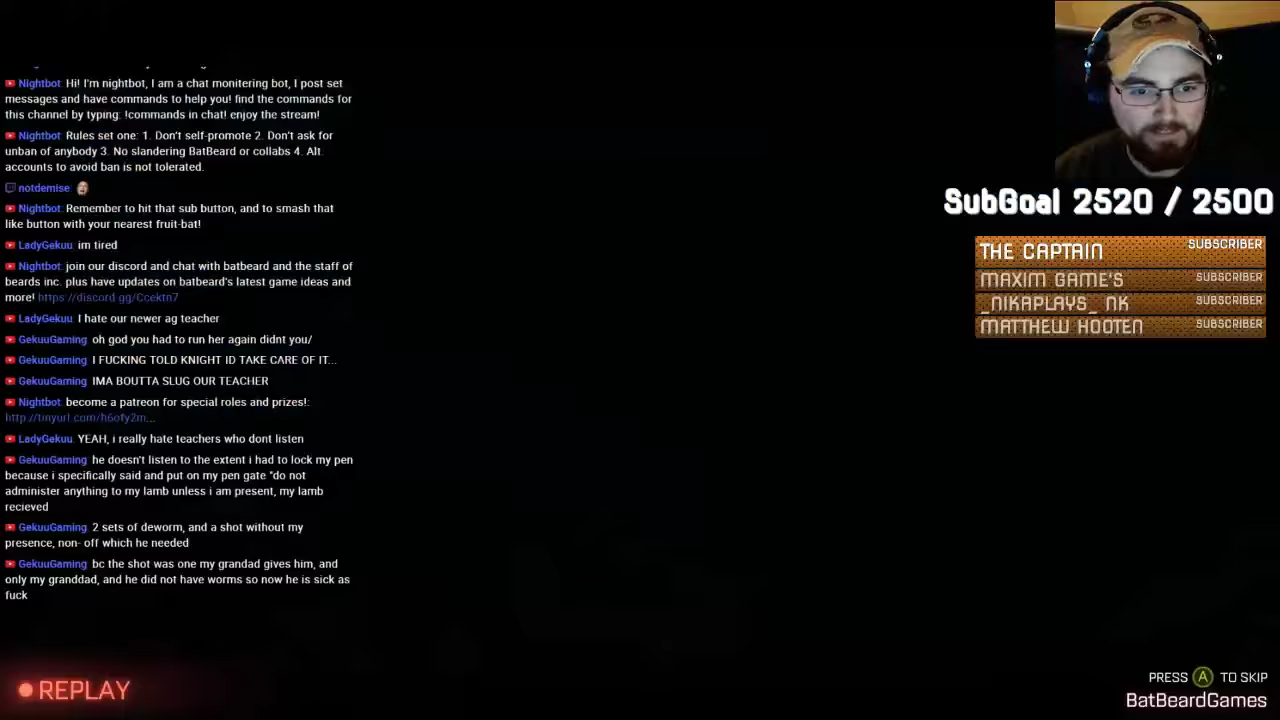 Nightbot: Hi! I'm nightbot, I am a chat monitering bot, I post set
messages and have commands to help you! find the commands for
this channel by typing: !commands in chat! enjoy the stream!
Nightbot: Rules set one: 1. Don't self-promote 2. Don't ask for
unban of anybody 3. No slandering BatBeard or collabs 4. Alt.
accounts to avoid ban is not tolerated.
notdemise
Nightbot: Remember to hit that sub button, and to smash that
like button with your nearest fruit-bat!
LadyGekuu: im tired
Nightbot: join our discord and chat with batbeard and the staff of
beards inc. plus have updates on batbeard's latest game ideas and
more! https://discord.gg/Ccektn7
LadyGekuu: I hate our newer ag teacher
GekuuGaming: oh god you had to run her again didnt you/
GekuuGaming: I FUCKING TOLD KNIGHT ID TAKE CARE OF IT...
GekuuGaming: IMA BOUTTA SLUG OUR TEACHER
Nightbot: become a patreon for special roles and prizes!:
http://tinyurl.com/h6ofy2m...
LadyGekuu: YEAH, i really hate teachers who dont listen
GekuuGaming: he doesn't listen to the extent i had to lock my pen
because i specifically said and put on my pen gate "do not
administer anything to my lamb unless i am present, my lamb
recieved
GekuuGaming: 2 sets of deworm, and a shot without my
presence, non- off which he needed
GekuuGaming: bc the shot was one my grandad gives him, and
only my granddad, and he did not have worms so now he is sick as
fuck
SubGoal 2520 / 2500
THE CAPTAIN SUBSCRIBER
MAXIM GAME'S SUBSCRIBER
_NIKAPLAYS_ NK SUBSCRIBER
MATTHEW HOOTEN SUBSCRIBER
REPLAY
PRESS A TO SKIP
BatBeardGames